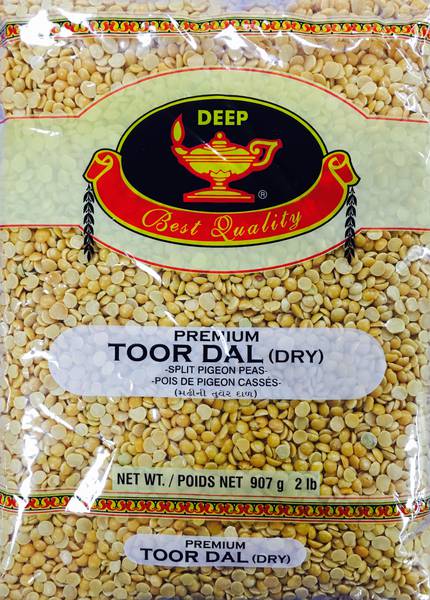 DEEP
®
Best Quality
PREMIUM
TOOR DAL (DRY)
-SPLIT PIGEON PEAS-
-POIS DE PIGEON CASSÉS-
(મઠોની તુવેર દાળ)
NET WT. / POIDS NET 907 g 2 lb
PREMIUM
TOOR DAL (DRY)